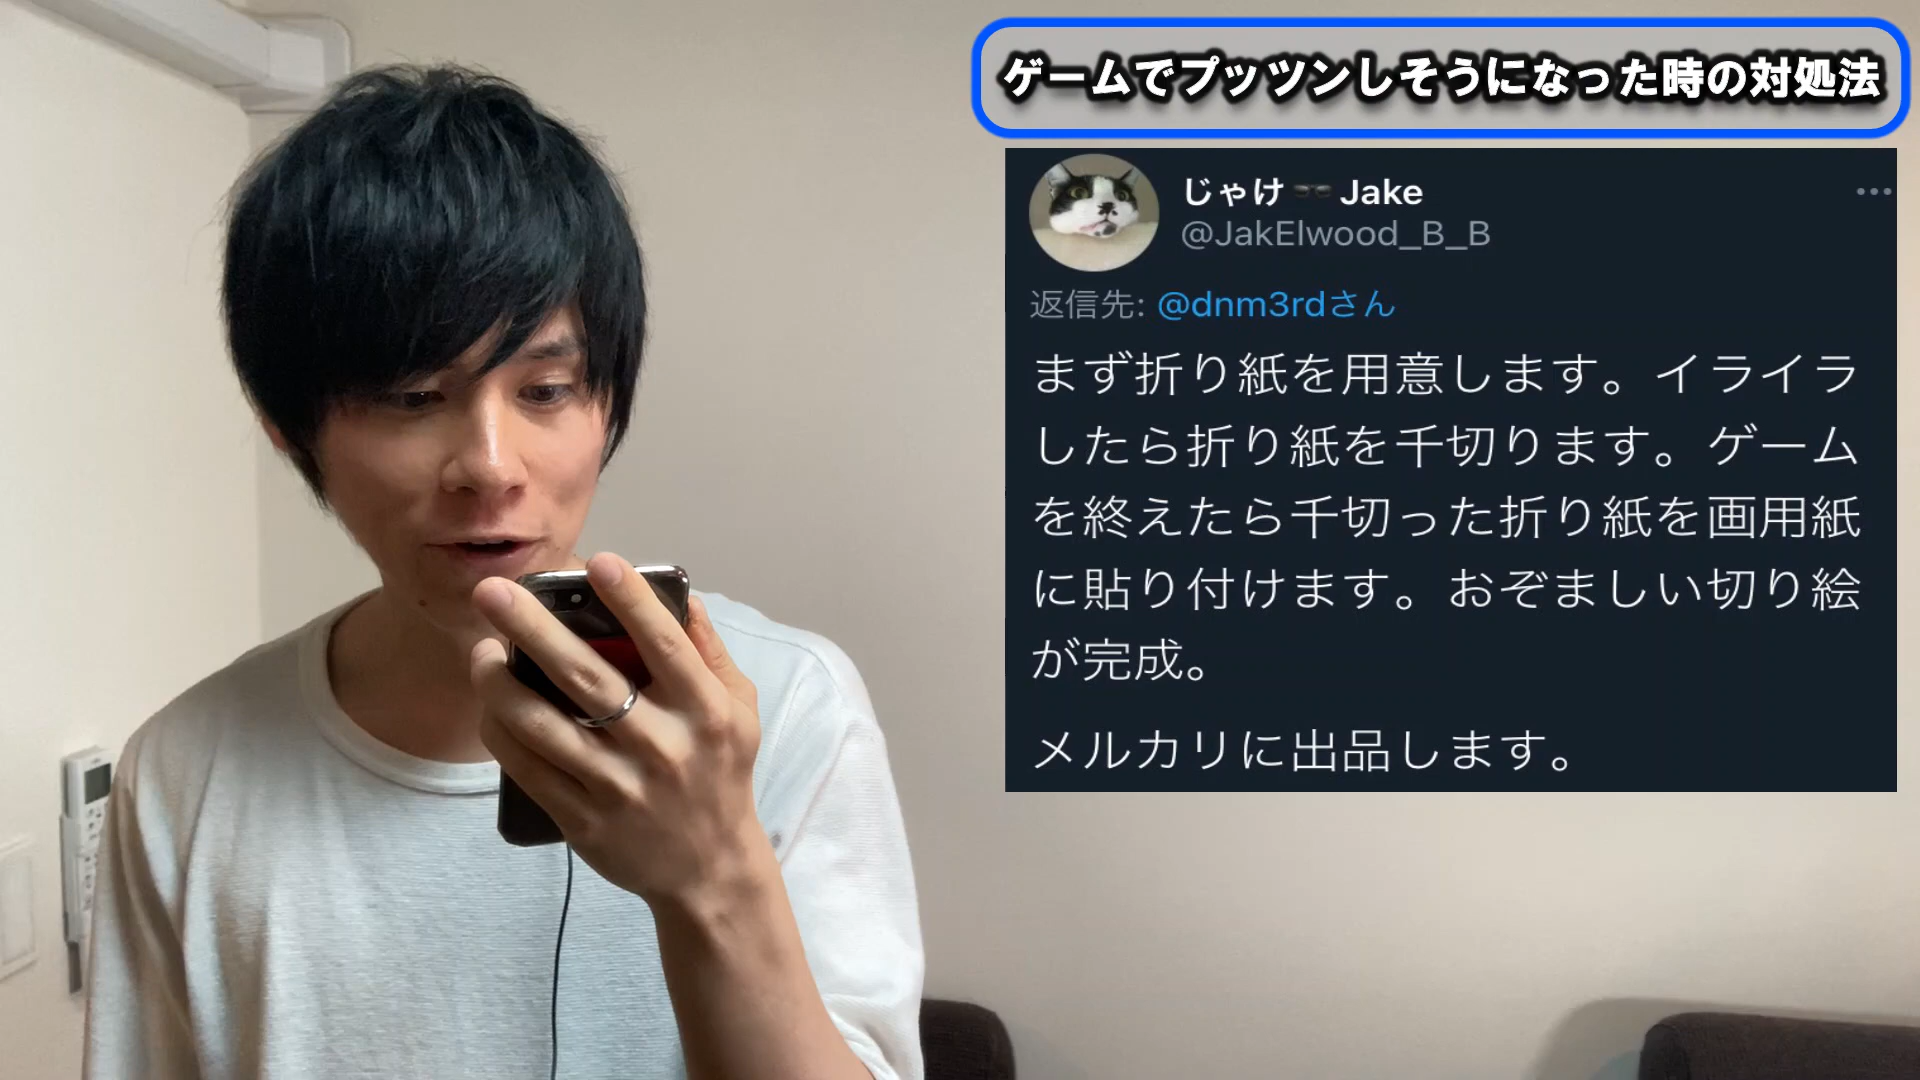 ゲームでプッツンしそうになった時の対処法
じゃけ🕶Jake
@JakElwood_B_B
返信先: @dnm3rdさん
まず折り紙を用意します。イライラ
したら折り紙を千切ります。ゲーム
を終えたら千切った折り紙を画用紙
に貼り付けます。おぞましい切り絵
が完成。
メルカリに出品します。